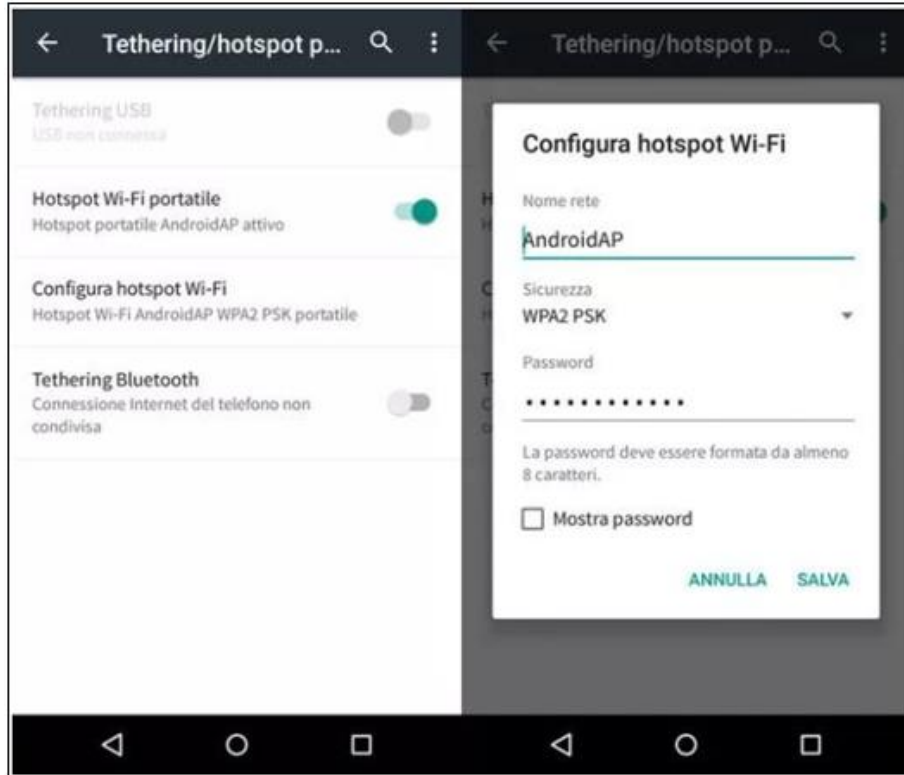 Tethering/hotspot p...
Tethering USB
USB non connessa
Hotspot Wi-Fi portatile
Hotspot portatile AndroidAP attivo
Configura hotspot Wi-Fi
Hotspot Wi-Fi AndroidAP WPA2 PSK portatile
Tethering Bluetooth
Connessione Internet del telefono non
condivisa
Tethering/hotspot p...
Configura hotspot Wi-Fi
Nome rete
AndroidAP
Sicurezza
WPA2 PSK
Password
••••••••••••
La password deve essere formata da almeno
8 caratteri.
Mostra password
ANNULLA SALVA